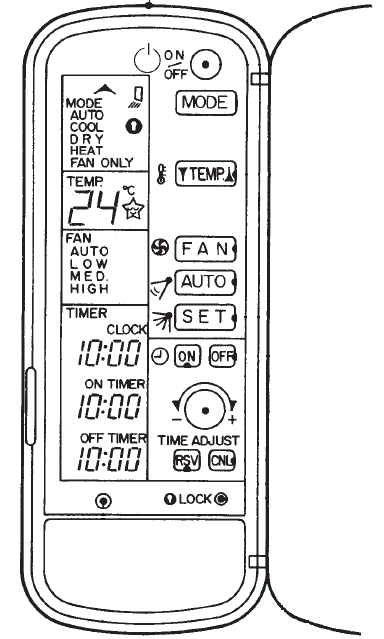 ON
OFF
MODE
AUTO
COOL
DRY
HEAT
FAN ONLY
MODE
TEMP.
24°C
TEMP.
FAN
AUTO
LOW
MED.
HIGH
FAN
AUTO
SET
TIMER
CLOCK
10:00
ON OFF
ON TIMER
10:00
- +
TIME ADJUST
OFF TIMER
10:00
RSV CNL
LOCK